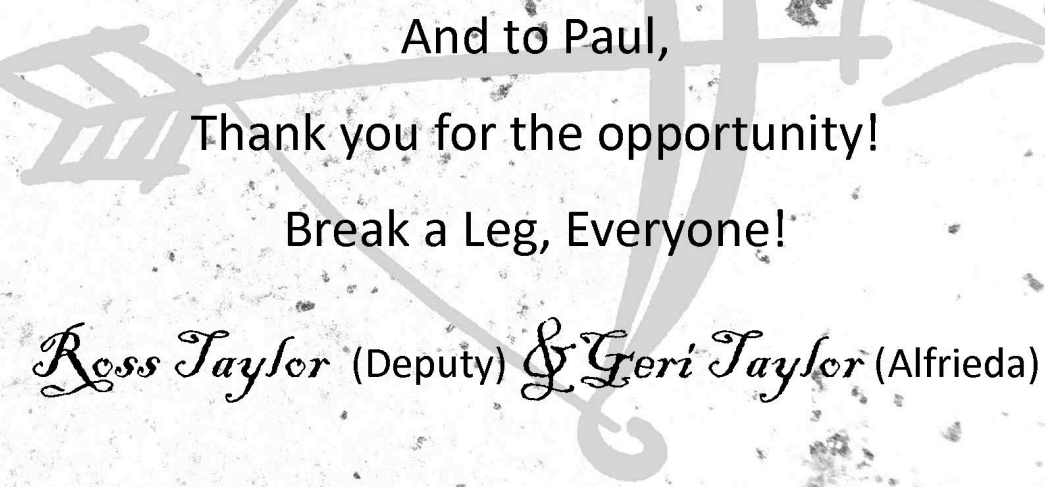 And to Paul,
Thank you for the opportunity!
Break a Leg, Everyone!
Ross Taylor (Deputy) & Geri Taylor (Alfrieda)